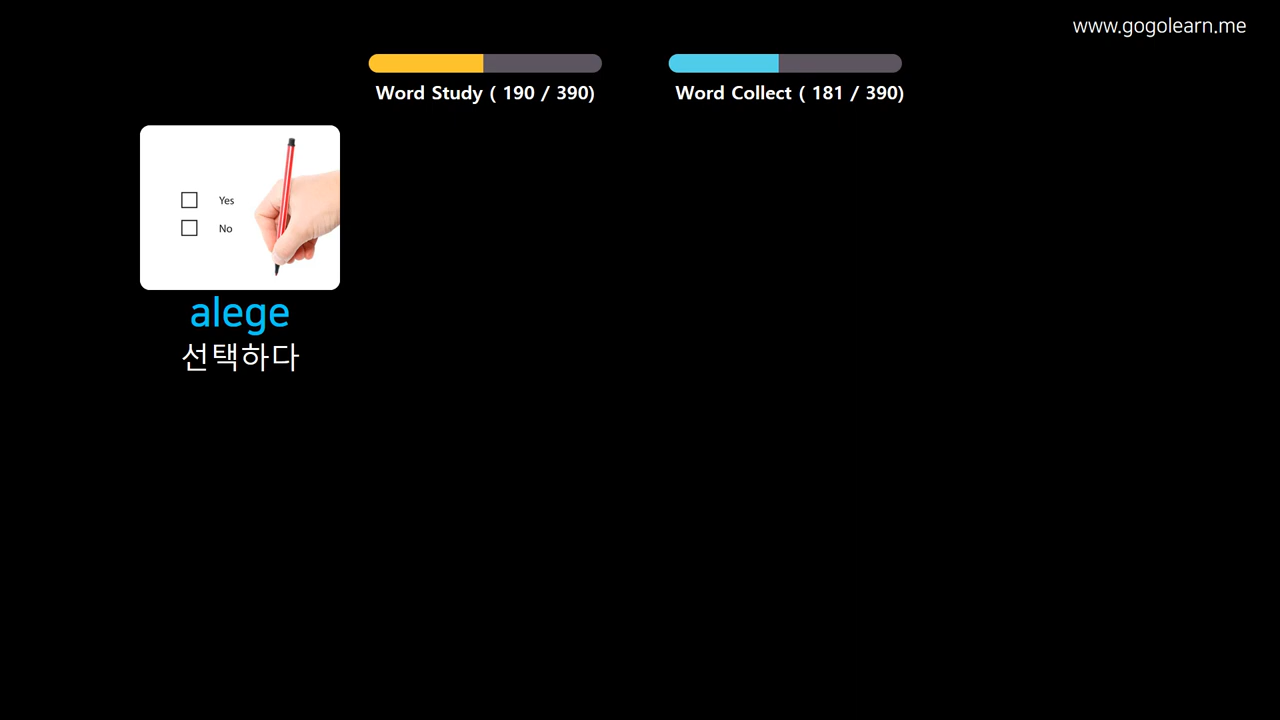 www.gogolearn.me
Word Study ( 190 / 390)
Word Collect ( 181 / 390)
Yes
No
alege
선택하다